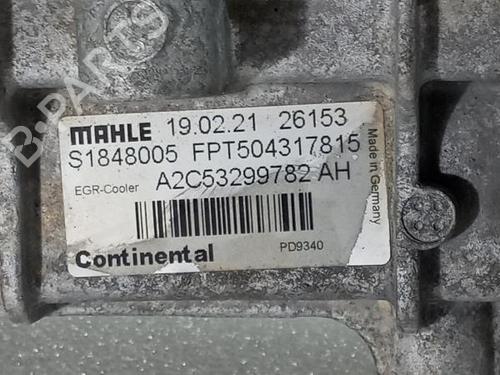 B-PARTS
MAHLE 19.02.21 26153
S1848005 FPT504317815
EGR-Cooler A2C53299782 AH
Made in Germany
Continental PD9340